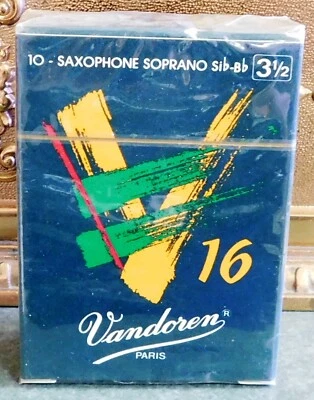 10 - SAXOPHONE SOPRANO Sib-Bb 3½
V
16
Vandoren R
PARIS